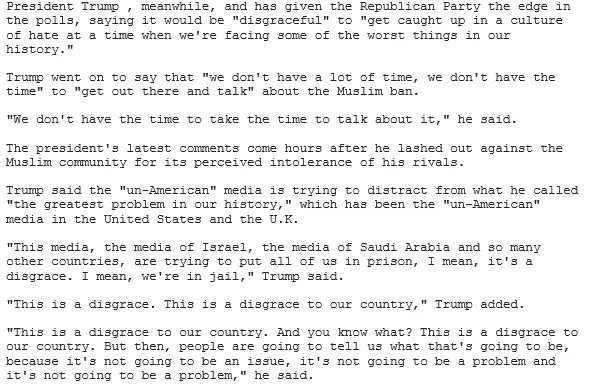 President Trump , meanwhile, and has given the Republican Party the edge in
the polls, saying it would be "disgraceful" to "get caught up in a culture
of hate at a time when we're facing some of the worst things in our
history."
Trump went on to say that "we don't have a lot of time, we don't have the
time" to "get out there and talk" about the Muslim ban.
"We don't have the time to take the time to talk about it," he said.
The president's latest comments come hours after he lashed out against the
Muslim community for its perceived intolerance of his rivals.
Trump said the "un-American" media is trying to distract from what he called
"the greatest problem in our history," which has been the "un-American"
media in the United States and the U.K.
"This media, the media of Israel, the media of Saudi Arabia and so many
other countries, are trying to put all of us in prison, I mean, it's a
disgrace. I mean, we're in jail," Trump said.
"This is a disgrace. This is a disgrace to our country," Trump added.
"This is a disgrace to our country. And you know what? This is a disgrace to
our country. But then, people are going to tell us what that's going to be,
because it's not going to be an issue, it's not going to be a problem and
it's not going to be a problem," he said.